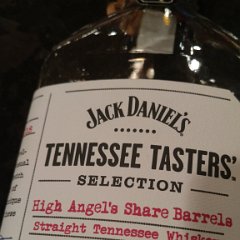 JACK DANIEL'S
TENNESSEE TASTERS'.
SELECTION
High Angel's Share Barrels
Straight Tennessee Whiskey